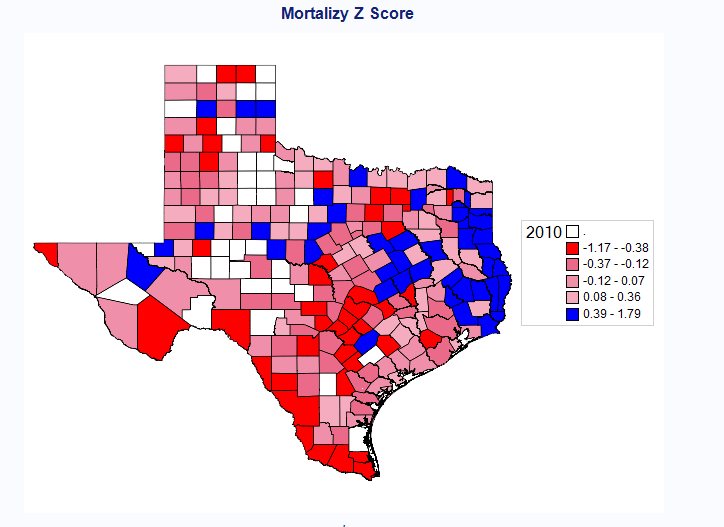 Mortalizy Z Score
2010 .
-1.17 - -0.38
-0.37 - -0.12
-0.12 - 0.07
0.08 - 0.36
0.39 - 1.79